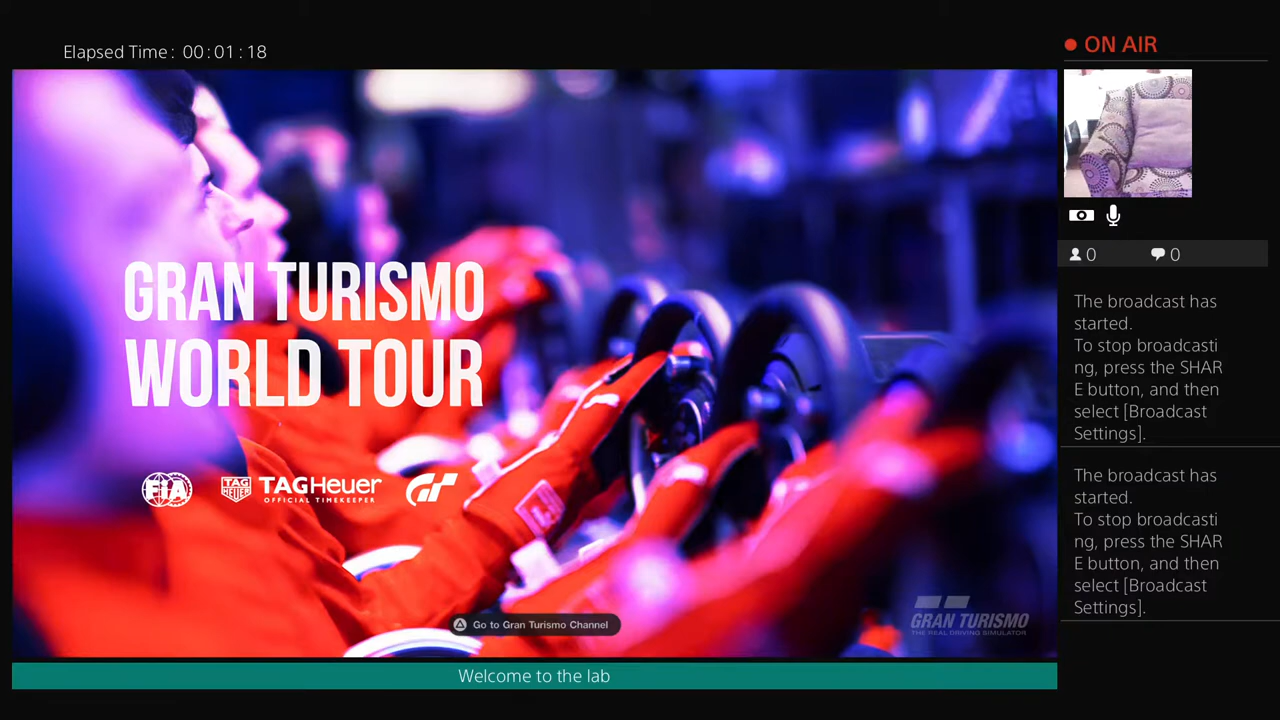 Elapsed Time: 00:01:18
ON AIR
GRAN TURISMO
WORLD TOUR
FIA
TAG
HEUER
TAGHeuer
OFFICIAL TIMEKEEPER
GT
Go to Gran Turismo Channel
GRAN TURISMO
THE REAL DRIVING SIMULATOR
Welcome to the lab
0
0
The broadcast has
started.
To stop broadcasti
ng, press the SHAR
E button, and then
select [Broadcast
Settings].
The broadcast has
started.
To stop broadcasti
ng, press the SHAR
E button, and then
select [Broadcast
Settings].